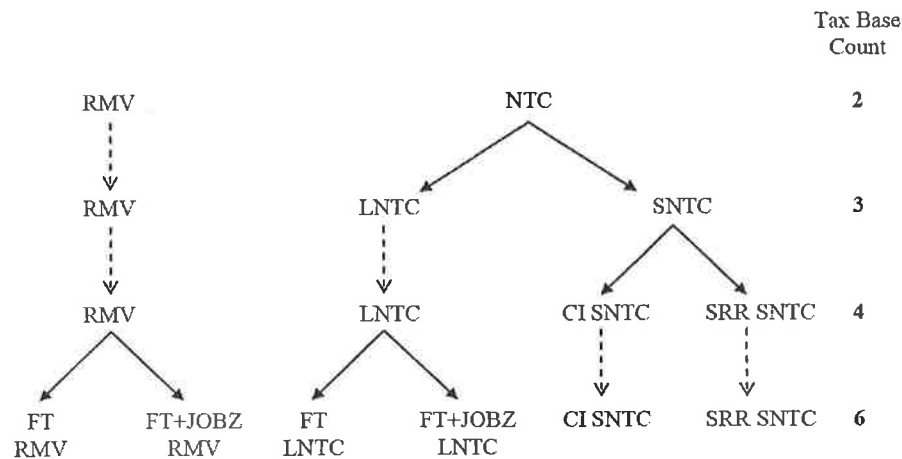 Tax Base
Count
RMV NTC 2
RMV LNTC SNTC 3
RMV LNTC CI SNTC SRR SNTC 4
FT FT+JOBZ FT FT+JOBZ CI SNTC SRR SNTC 6
RMV RMV LNTC LNTC